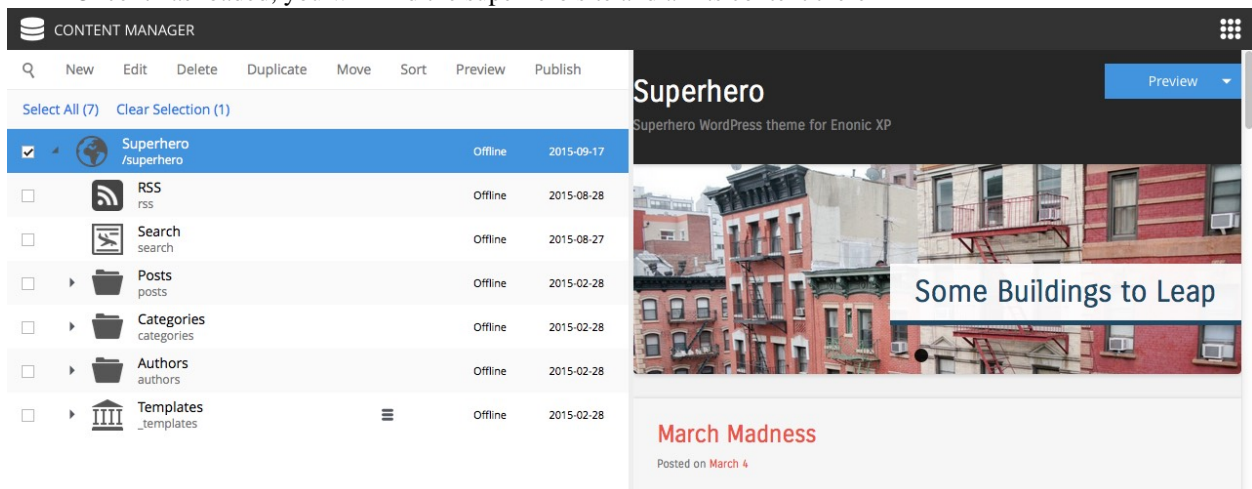 CONTENT MANAGER
New Edit Delete Duplicate Move Sort Preview Publish
Select All (7) Clear Selection (1)
Superhero
/superhero
Offline 2015-09-17
RSS
rss
Offline 2015-08-28
Search
search
Offline 2015-08-27
Posts
posts
Offline 2015-02-28
Categories
categories
Offline 2015-02-28
Authors
authors
Offline 2015-02-28
Templates
_templates
Offline 2015-02-28
Superhero
Preview
Superhero WordPress theme for Enonic XP
Some Buildings to Leap
March Madness
Posted on March 4